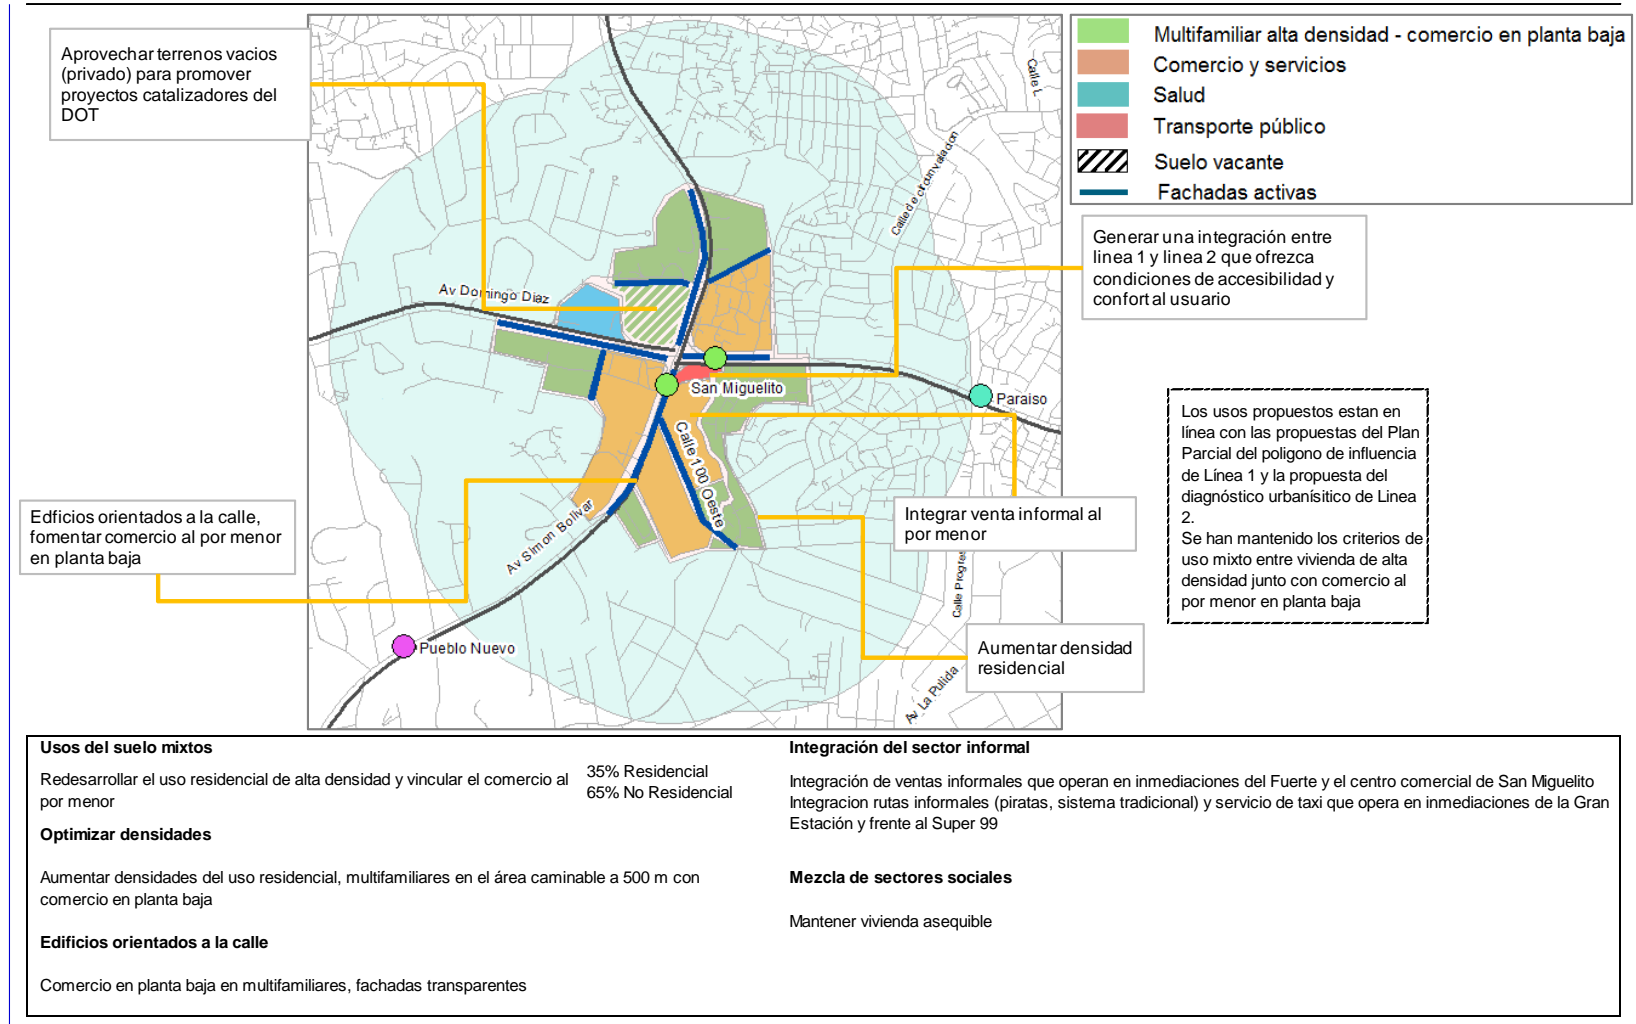 Aprovechar terrenos vacios
(privado) para promover
proyectos catalizadores del
DOT
Multifamiliar alta densidad - comercio en planta baja
Comercio y servicios
Salud
Transporte público
Suelo vacante
Fachadas activas
Calle L
Calle de circunvalacion
Generar una integración entre
linea 1 y linea 2 que ofrezca
condiciones de accesibilidad y
confort al usuario
Av Domingo Diaz
San Miguelito
Paraiso
Calle 100 Oeste
Av SImon Bolivar
Pueblo Nuevo
Calle Progres
Av La Pulida
Los usos propuestos estan en
línea con las propuestas del Plan
Parcial del poligono de influencia
de Línea 1 y la propuesta del
diagnóstico urbanísitico de Linea
2.
Se han mantenido los criterios de
uso mixto entre vivienda de alta
densidad junto con comercio al
por menor en planta baja
Edficios orientados a la calle,
fomentar comercio al por menor
en planta baja
Integrar venta informal al
por menor
Aumentar densidad
residencial
Usos del suelo mixtos
Redesarrollar el uso residencial de alta densidad y vincular el comercio al
por menor
35% Residencial
65% No Residencial
Optimizar densidades
Aumentar densidades del uso residencial, multifamiliares en el área caminable a 500 m con
comercio en planta baja
Edificios orientados a la calle
Comercio en planta baja en multifamiliares, fachadas transparentes
Integración del sector informal
Integración de ventas informales que operan en inmediaciones del Fuerte y el centro comercial de San Miguelito
Integracion rutas informales (piratas, sistema tradicional) y servicio de taxi que opera en inmediaciones de la Gran
Estación y frente al Super 99
Mezcla de sectores sociales
Mantener vivienda asequible